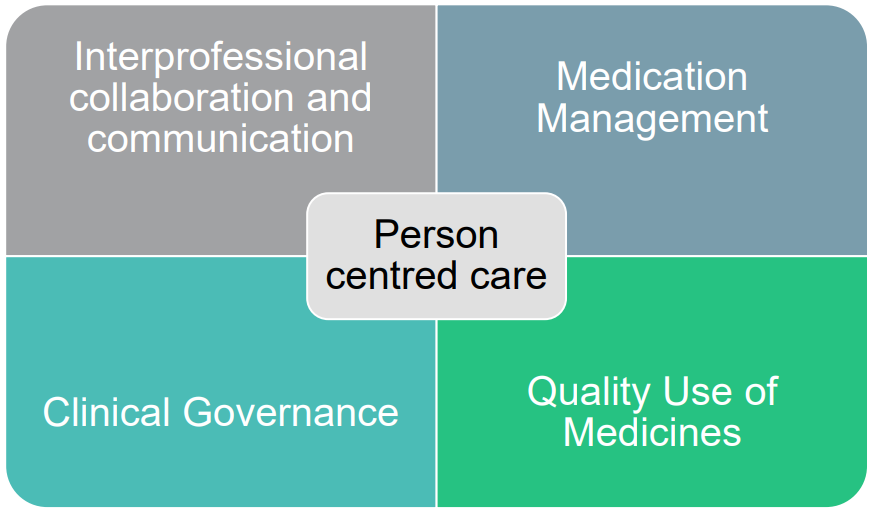 Interprofessional
collaboration and
communication
Medication
Management
Person
centred care
Clinical Governance
Quality Use of
Medicines